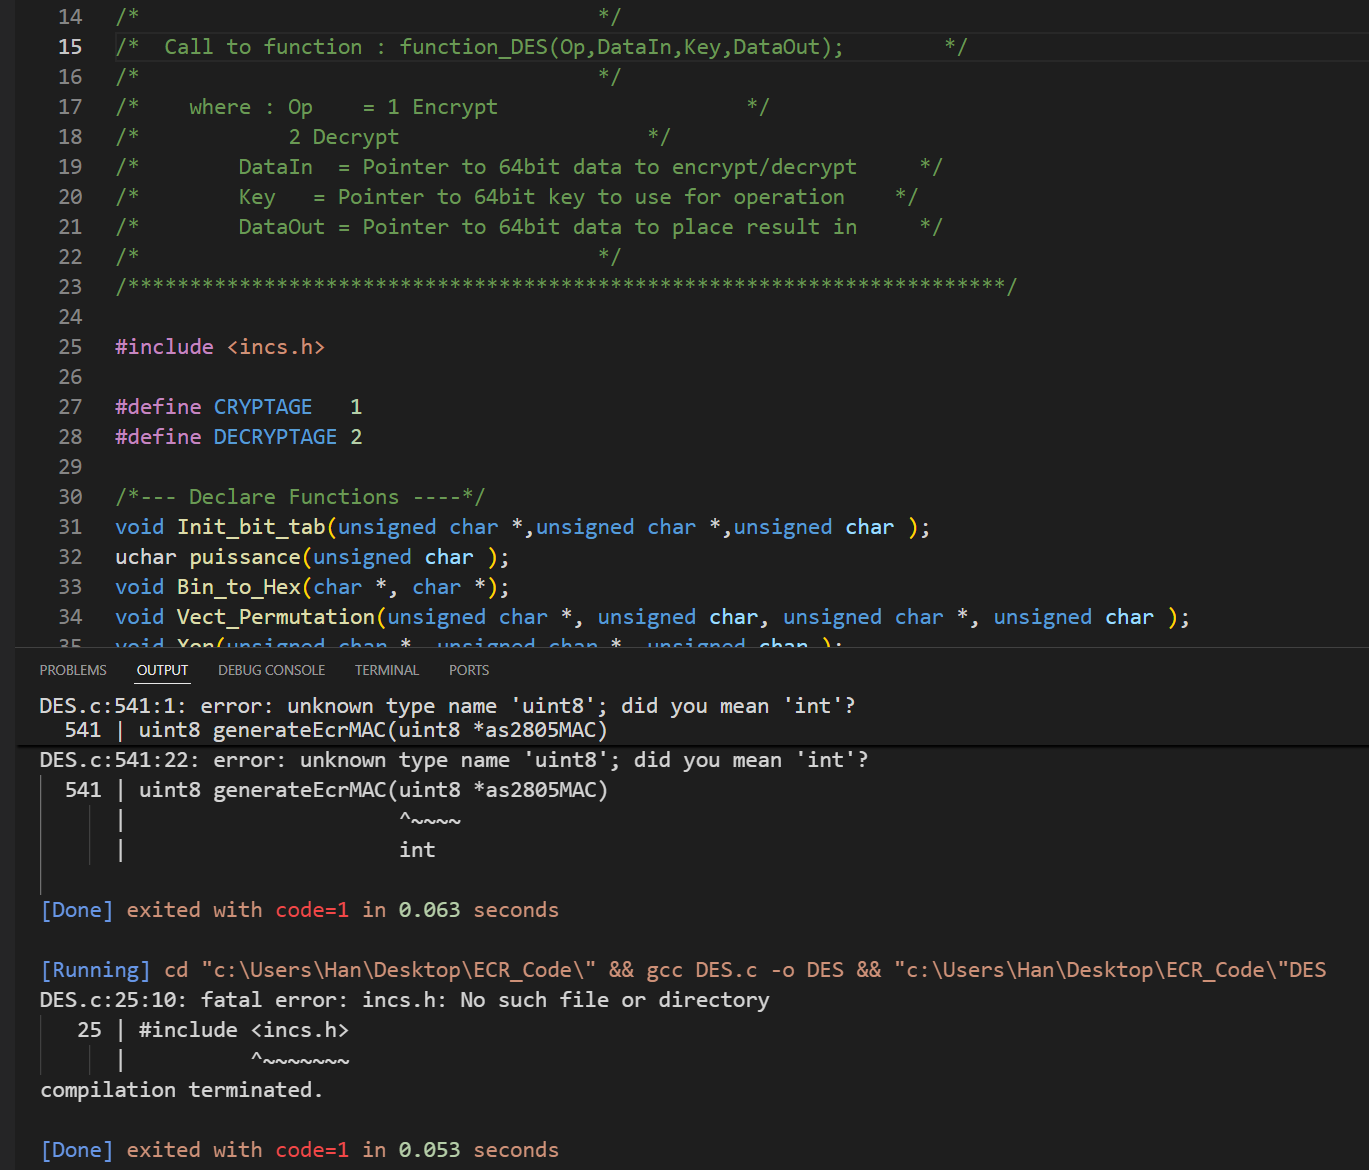 14 /* */
15 /* Call to function : function_DES(Op,DataIn,Key,DataOut); */
16 /* */
17 /* where : Op = 1 Encrypt */
18 /* 2 Decrypt */
19 /* DataIn = Pointer to 64bit data to encrypt/decrypt */
20 /* Key = Pointer to 64bit key to use for operation */
21 /* DataOut = Pointer to 64bit data to place result in */
22 /* */
23 /***********************************************************************/
24
25 #include <incs.h>
26
27 #define CRYPTAGE 1
28 #define DECRYPTAGE 2
29
30 /*--- Declare Functions ----*/
31 void Init_bit_tab(unsigned char *,unsigned char *,unsigned char );
32 uchar puissance(unsigned char );
33 void Bin_to_Hex(char *, char *);
34 void Vect_Permutation(unsigned char *, unsigned char, unsigned char *, unsigned char );
35 void Xor(unsigned char *, unsigned char *, unsigned char );
PROBLEMS OUTPUT DEBUG CONSOLE TERMINAL PORTS
DES.c:541:1: error: unknown type name 'uint8'; did you mean 'int'?
541 | uint8 generateEcrMAC(uint8 *as2805MAC)
DES.c:541:22: error: unknown type name 'uint8'; did you mean 'int'?
541 | uint8 generateEcrMAC(uint8 *as2805MAC)
| ^~~~~
| int
[Done] exited with code=1 in 0.063 seconds
[Running] cd "c:\Users\Han\Desktop\ECR_Code\" && gcc DES.c -o DES && "c:\Users\Han\Desktop\ECR_Code\"DES
DES.c:25:10: fatal error: incs.h: No such file or directory
25 | #include <incs.h>
| ^~~~~~~~
compilation terminated.
[Done] exited with code=1 in 0.053 seconds